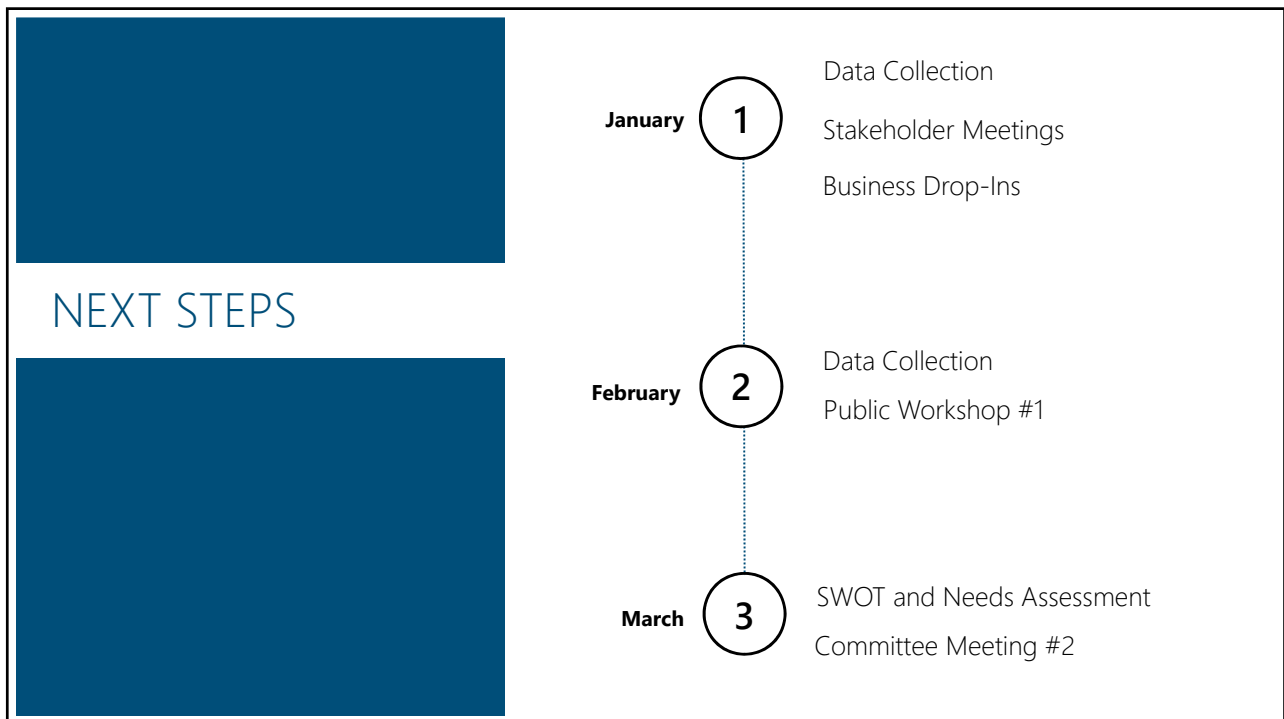 NEXT STEPS
January
1
Data Collection
Stakeholder Meetings
Business Drop-Ins
February
2
Data Collection
Public Workshop #1
March
3
SWOT and Needs Assessment
Committee Meeting #2